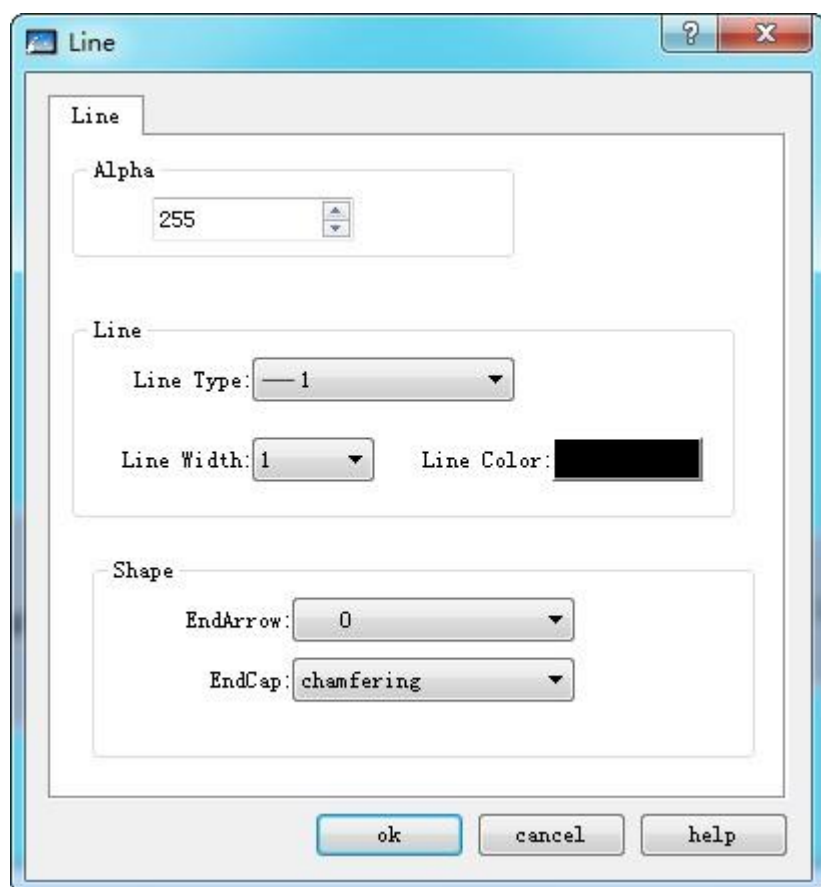 Line
Line
Alpha
255
Line
Line Type: 1
Line Width: 1 Line Color:
Shape
EndArrow: 0
EndCap: chamfering
ok cancel help